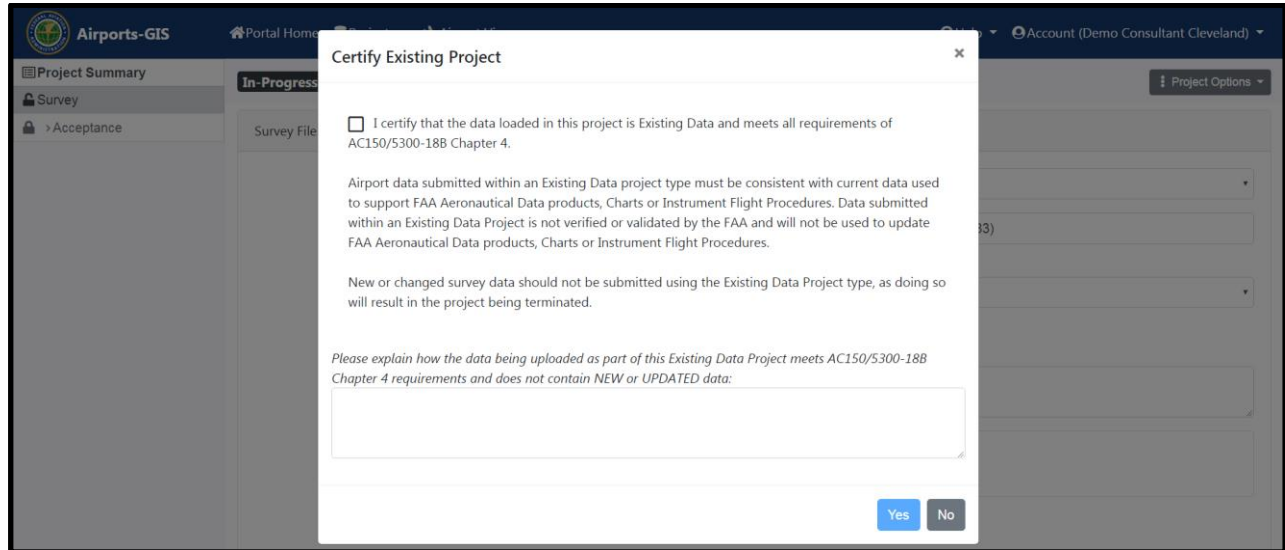 Airports-GIS
Portal Home
Account (Demo Consultant Cleveland)
Project Summary
Survey
>Acceptance
In-Progress
Project Options
Survey File
33)
Certify Existing Project
×
I certify that the data loaded in this project is Existing Data and meets all requirements of
AC150/5300-18B Chapter 4.
Airport data submitted within an Existing Data project type must be consistent with current data used
to support FAA Aeronautical Data products, Charts or Instrument Flight Procedures. Data submitted
within an Existing Data Project is not verified or validated by the FAA and will not be used to update
FAA Aeronautical Data products, Charts or Instrument Flight Procedures.
New or changed survey data should not be submitted using the Existing Data Project type, as doing so
will result in the project being terminated.
Please explain how the data being uploaded as part of this Existing Data Project meets AC150/5300-18B
Chapter 4 requirements and does not contain NEW or UPDATED data:
Yes
No